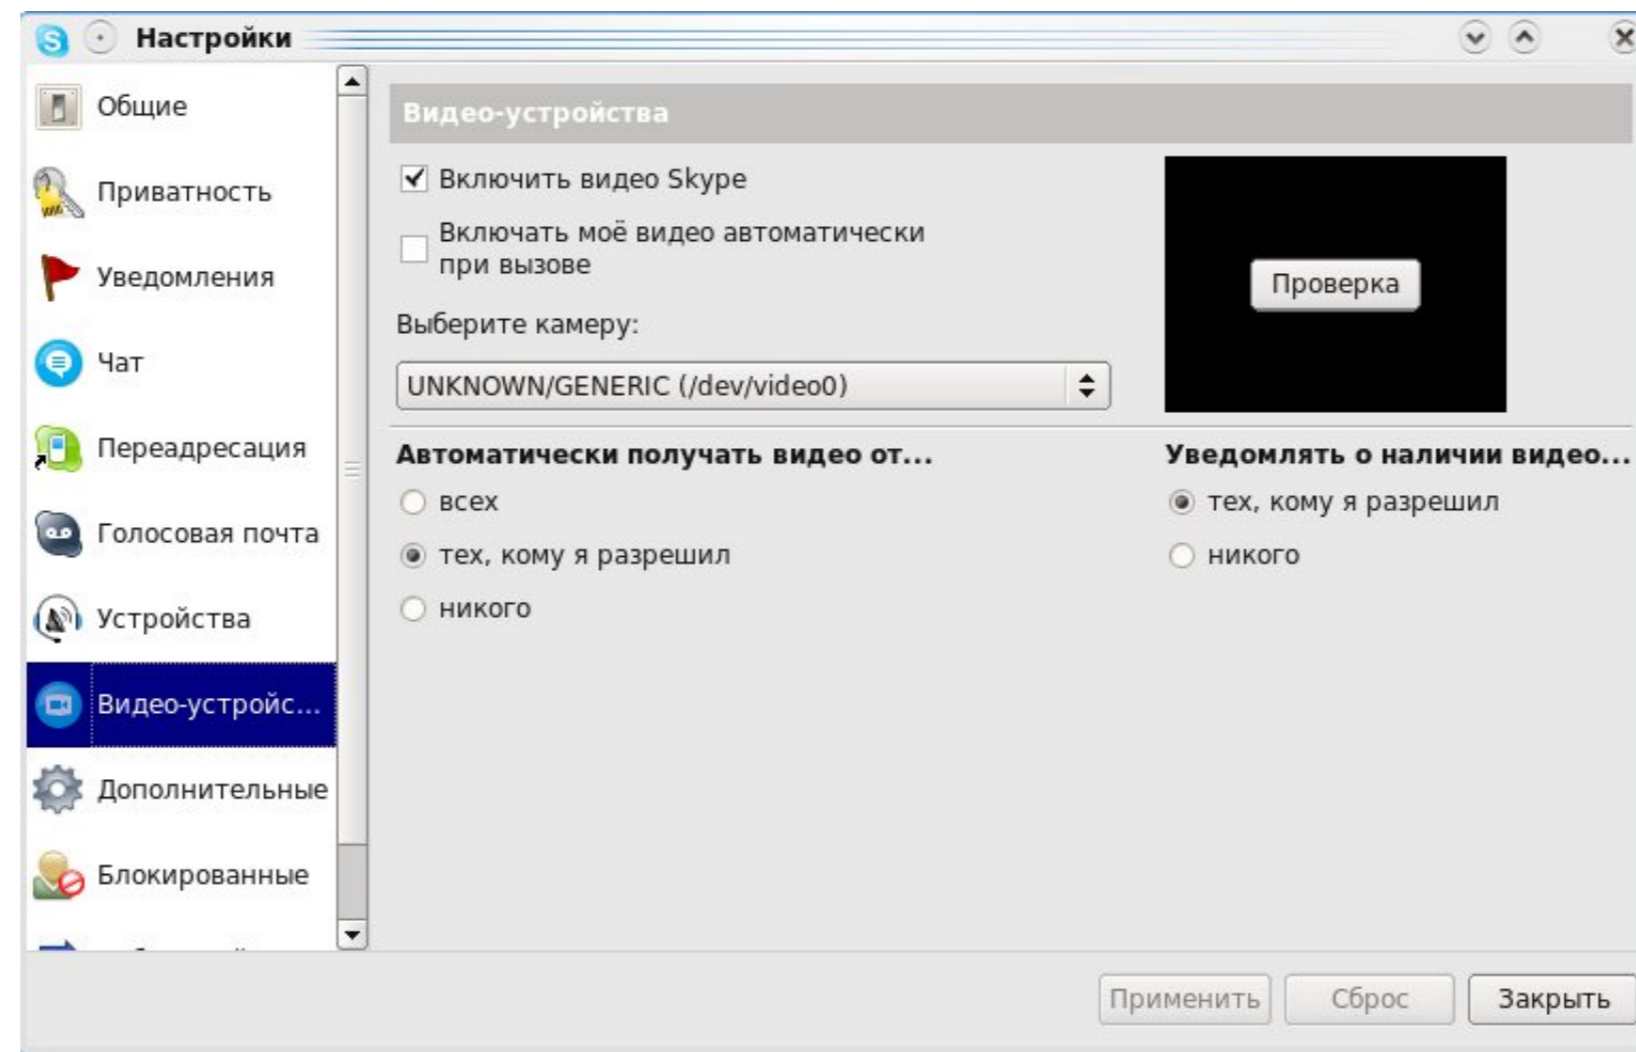 Настройки
Общие
Приватность
Уведомления
Чат
Переадресация
Голосовая почта
Устройства
Видео-устройс...
Дополнительные
Блокированные
Видео-устройства
Включить видео Skype
Включать моё видео автоматически
при вызове
Выберите камеру:
UNKNOWN/GENERIC (/dev/video0)
Проверка
Автоматически получать видео от...
всех
тех, кому я разрешил
никого
Уведомлять о наличии видео...
тех, кому я разрешил
никого
Применить
Сброс
Закрыть